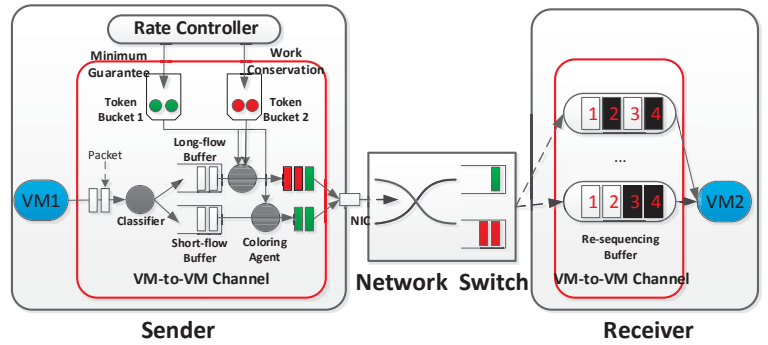 Rate Controller
Minimum
Guarantee
Work
Conservation
Token
Bucket 1
Token
Bucket 2
Long-flow
Buffer
Packet
VM1
Classifier
Short-flow
Buffer
Coloring
Agent
VM-to-VM Channel
Sender
NIC
Network Switch
1 2 3 4
...
1 2 3 4
VM2
Re-sequencing
Buffer
VM-to-VM Channel
Receiver